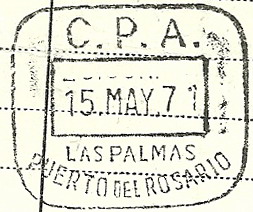 C.P.A.
15.MAY.71
LAS PALMAS
PUERTO DEL ROSARIO